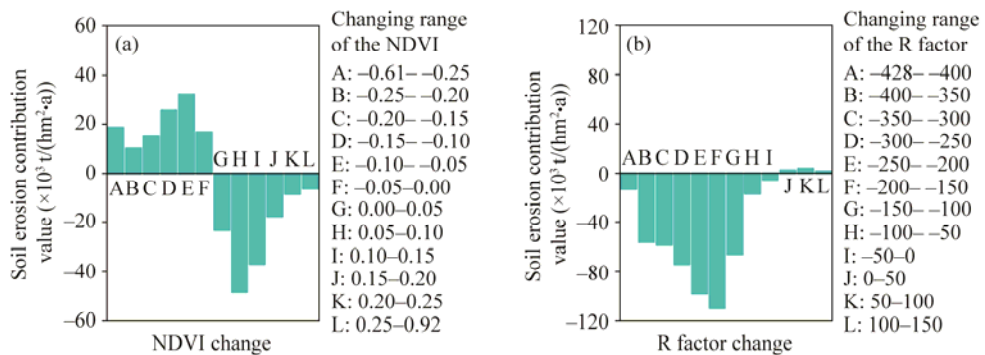 Soil erosion contribution
value (×10³ t/(hm²•a))
60
40
20
0
−20
−40
−60
(a)
GHIJKL
ABCDEF
NDVI change
Changing range
of the NDVI
A: −0.61− −0.25
B: −0.25− −0.20
C: −0.20− −0.15
D: −0.15− −0.10
E: −0.10− −0.05
F: −0.05−0.00
G: 0.00−0.05
H: 0.05−0.10
I: 0.10−0.15
J: 0.15−0.20
K: 0.20−0.25
L: 0.25−0.92
Soil erosion contribution
value (×10³ t/(hm²•a))
120
80
40
0
−40
−80
−120
(b)
ABCDEFGHI
JKL
R factor change
Changing range
of the R factor
A: −428− −400
B: −400− −350
C: −350− −300
D: −300− −250
E: −250− −200
F: −200− −150
G: −150− −100
H: −100− −50
I: −50−0
J: 0−50
K: 50−100
L: 100−150